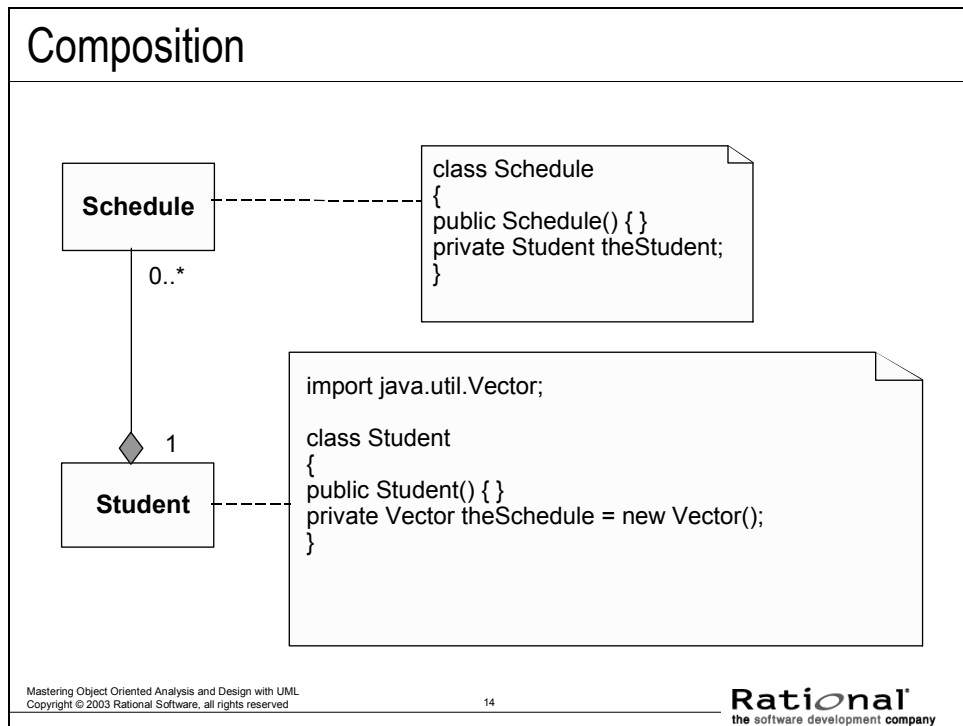 Composition
Schedule
0..*
1
Student
class Schedule
{
public Schedule() { }
private Student theStudent;
}
import java.util.Vector;
class Student
{
public Student() { }
private Vector theSchedule = new Vector();
}
Mastering Object Oriented Analysis and Design with UML
Copyright © 2003 Rational Software, all rights reserved
14
Rational
the software development company